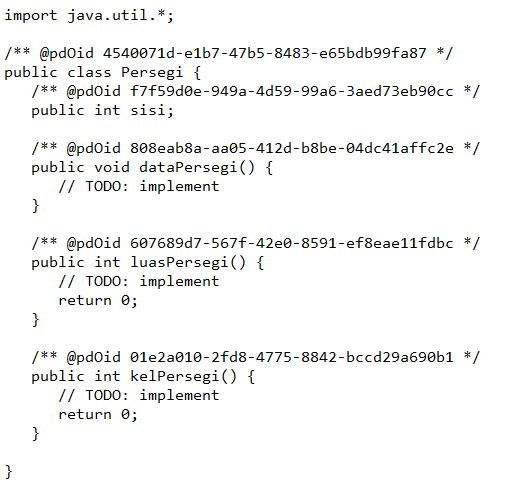 import java.util.*;
/** @pdOid 4540071d-e1b7-47b5-8483-e65bdb99fa87 */
public class Persegi {
/** @pdOid f7f59d0e-949a-4d59-99a6-3aed73eb90cc */
public int sisi;
/** @pdOid 808eab8a-aa05-412d-b8be-04dc41affc2e */
public void dataPersegi() {
// TODO: implement
}
/** @pdOid 607689d7-567f-42e0-8591-ef8eae11fdbc */
public int luasPersegi() {
// TODO: implement
return 0;
}
/** @pdOid 01e2a010-2fd8-4775-8842-bccd29a690b1 */
public int kelPersegi() {
// TODO: implement
return 0;
}
}